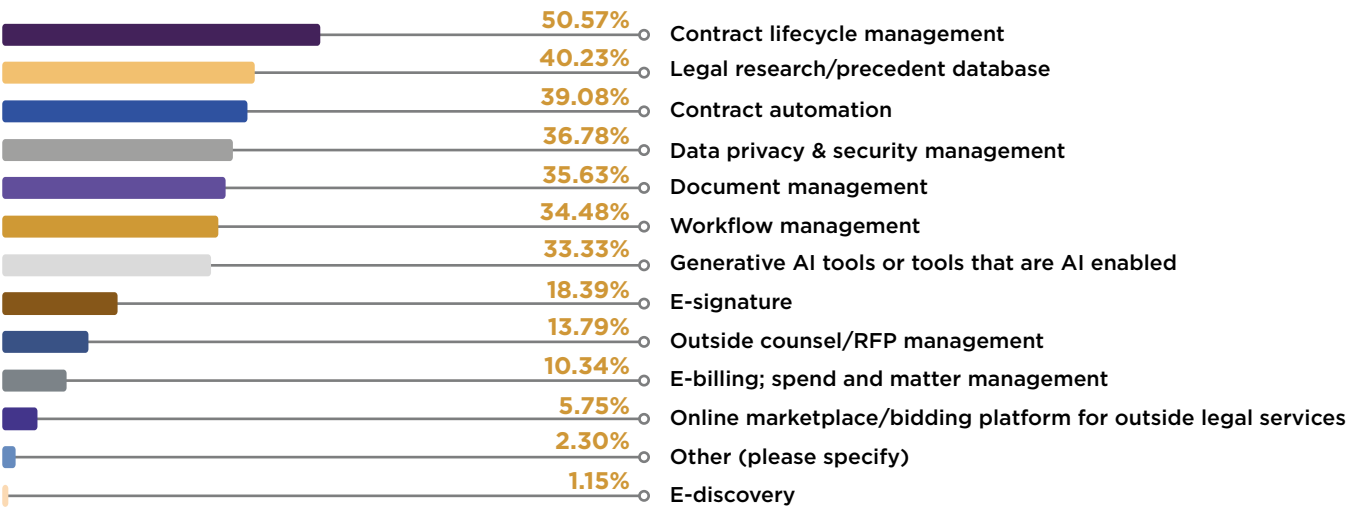 50.57% Contract lifecycle management
40.23% Legal research/precedent database
39.08% Contract automation
36.78% Data privacy & security management
35.63% Document management
34.48% Workflow management
33.33% Generative AI tools or tools that are AI enabled
18.39% E-signature
13.79% Outside counsel/RFP management
10.34% E-billing; spend and matter management
5.75% Online marketplace/bidding platform for outside legal services
2.30% Other (please specify)
1.15% E-discovery